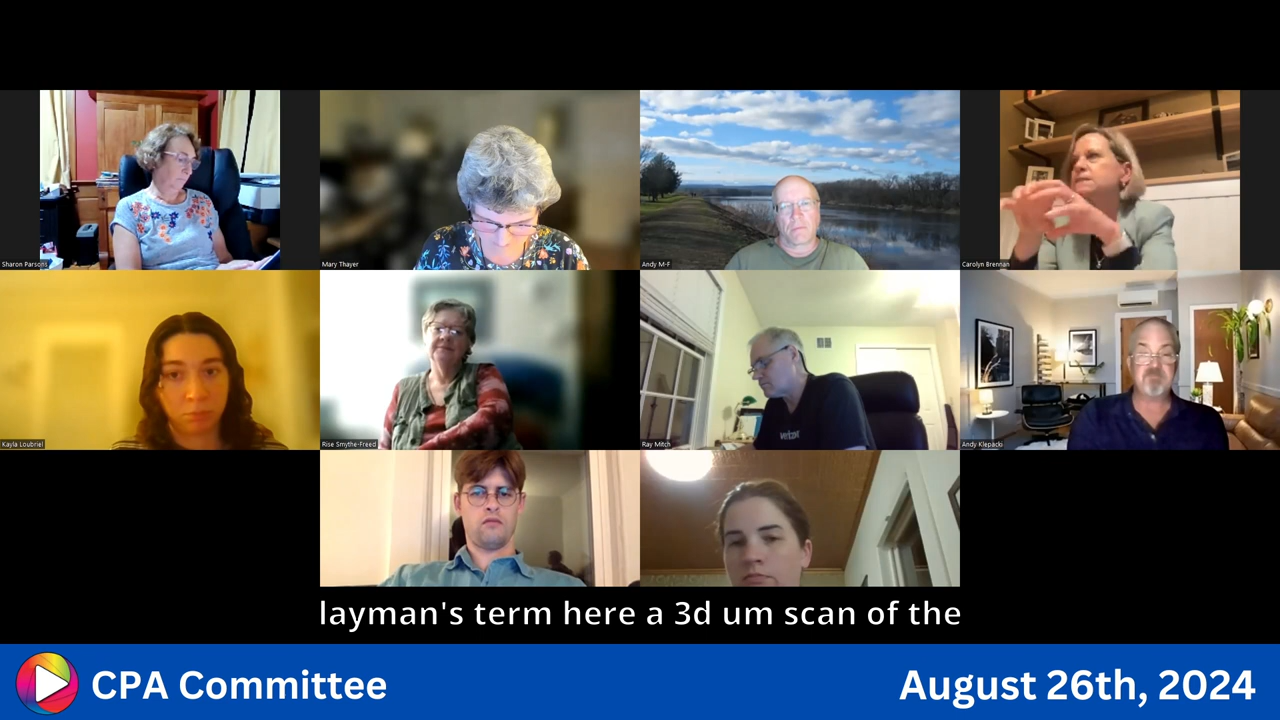 Sharon Parsons
Mary Thayer
Andy M-F
Carolyn Brennan
Kayla Loubriel
Rise Smythe-Freed
Ray Mitch
Andy Klepacki
layman's term here a 3d um scan of the
CPA Committee
August 26th, 2024